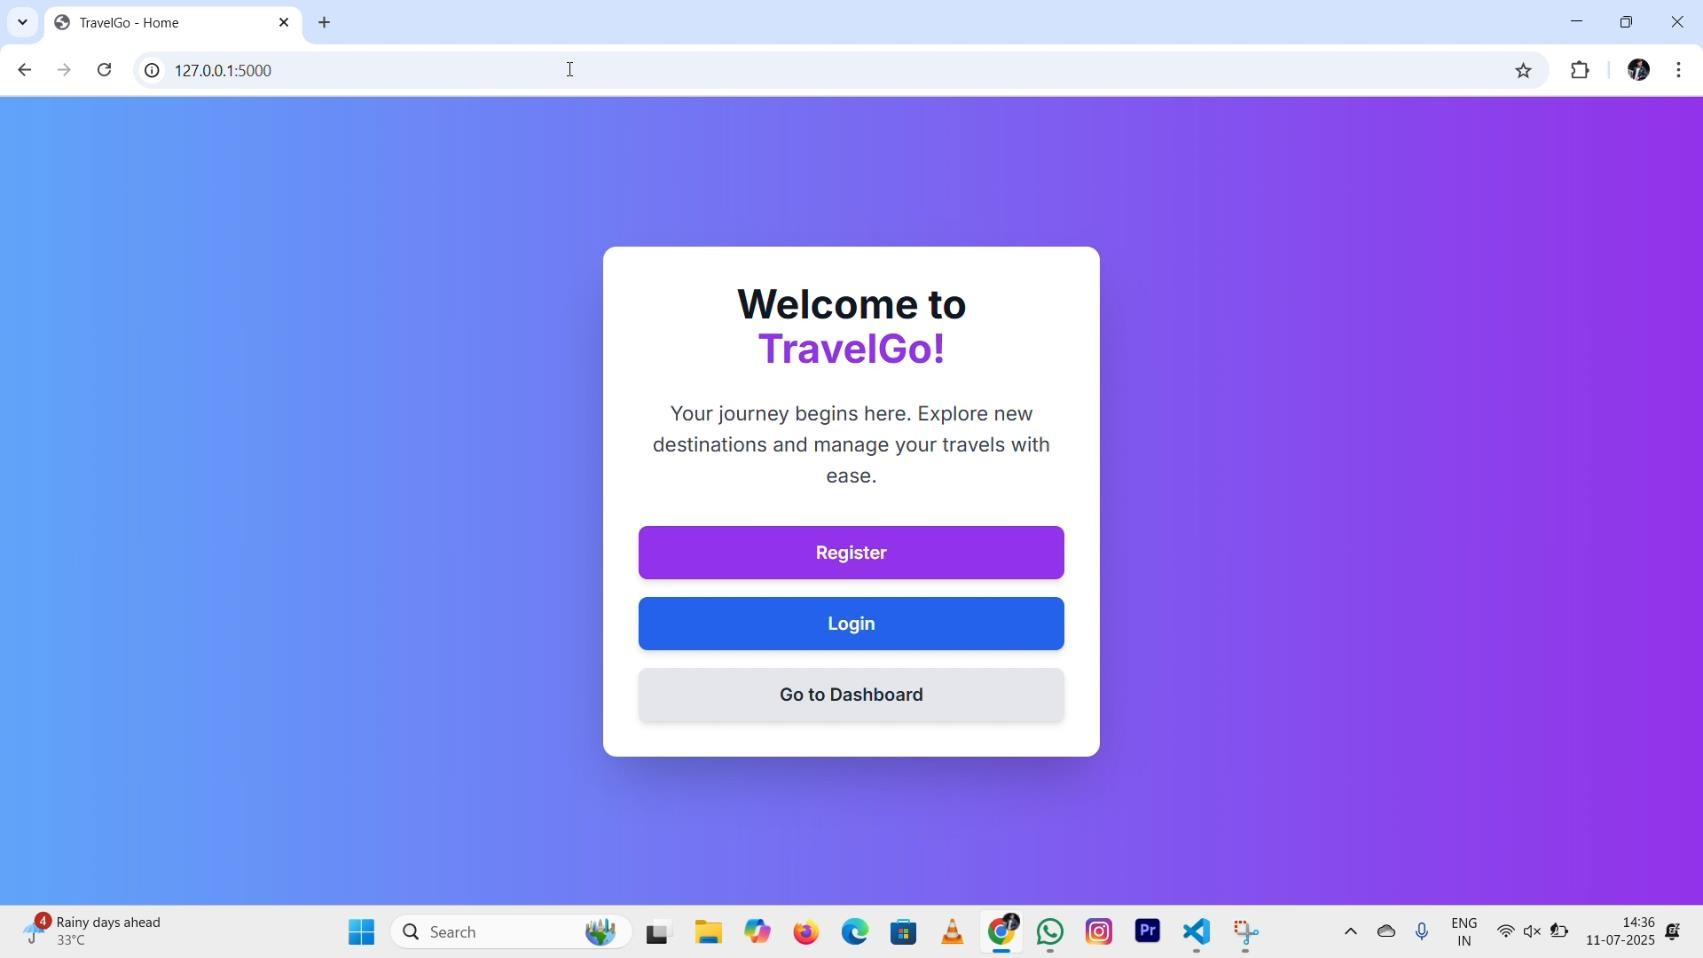 TravelGo - Home
127.0.0.1:5000
Welcome to
TravelGo!
Your journey begins here. Explore new
destinations and manage your travels with
ease.
Register
Login
Go to Dashboard
4
Rainy days ahead
33°C
Search
Pr
ENG
IN
14:36
11-07-2025